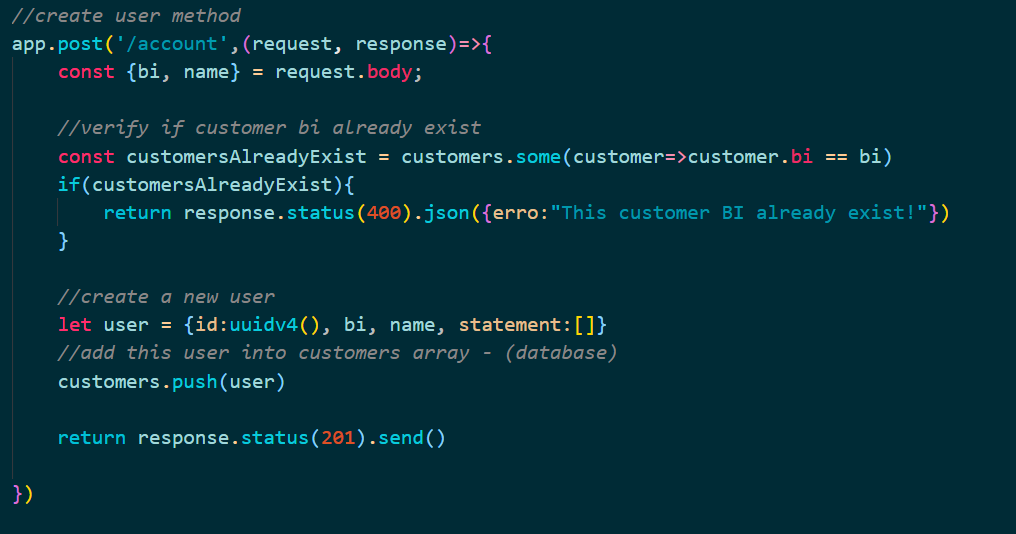 //create user method
app.post('/account',(request, response)=>{
    const {bi, name} = request.body;
    //verify if customer bi already exist
    const customersAlreadyExist = customers.some(customer=>customer.bi == bi)
    if(customersAlreadyExist){
        return response.status(400).json({erro:"This customer BI already exist!"})
    }
    //create a new user
    let user = {id:uuidv4(), bi, name, statement:[]}
    //add this user into customers array - (database)
    customers.push(user)
    return response.status(201).send()
})